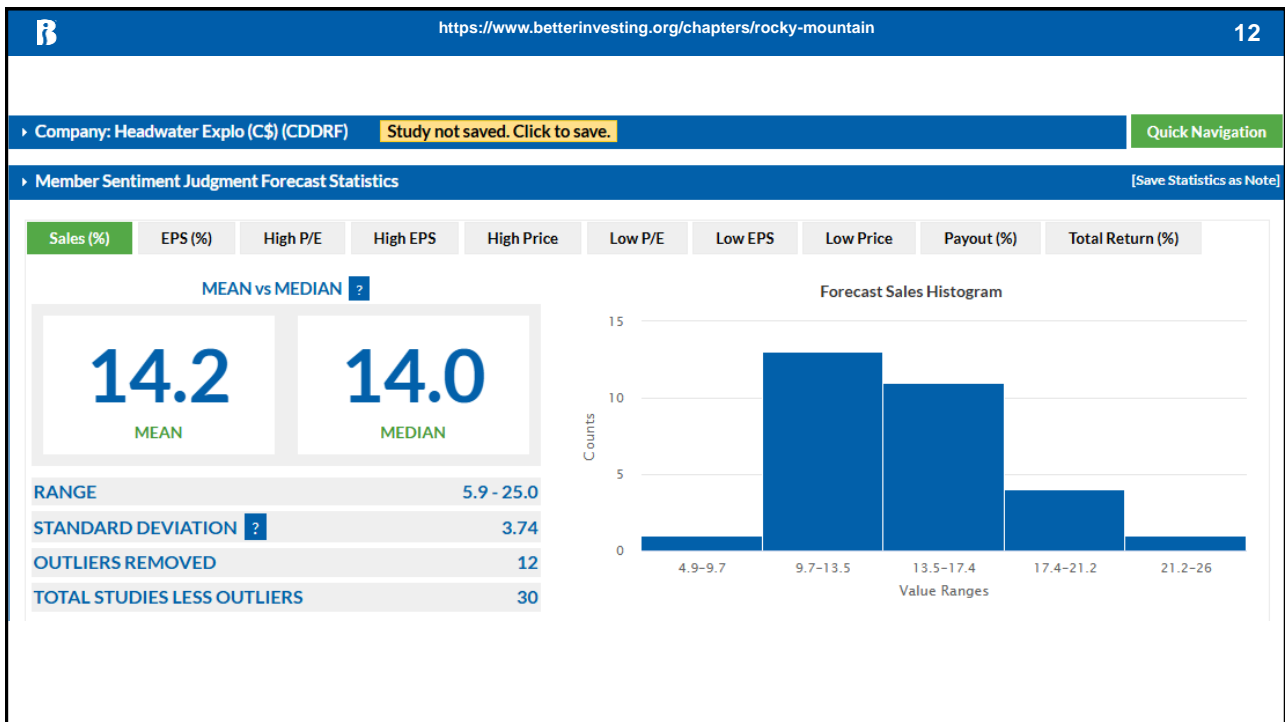 https://www.betterinvesting.org/chapters/rocky-mountain
12
Company: Headwater Explo (C$) (CDDRF)
Study not saved. Click to save.
Quick Navigation
Member Sentiment Judgment Forecast Statistics
[Save Statistics as Note]
Sales (%) EPS (%) High P/E High EPS High Price Low P/E Low EPS Low Price Payout (%) Total Return (%)
MEAN vs MEDIAN ?
14.2
MEAN
14.0
MEDIAN
RANGE 5.9 - 25.0
STANDARD DEVIATION ? 3.74
OUTLIERS REMOVED 12
TOTAL STUDIES LESS OUTLIERS 30
Forecast Sales Histogram
15
10
5
0
Counts
4.9-9.7 9.7-13.5 13.5-17.4 17.4-21.2 21.2-26
Value Ranges